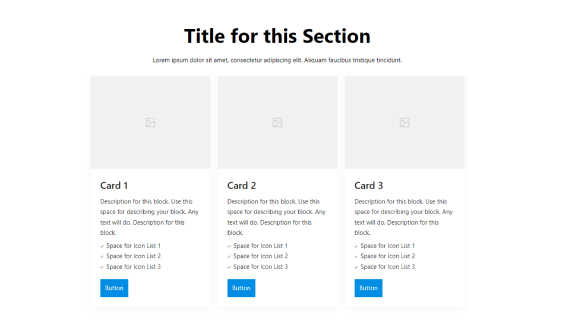 Title for this Section
Lorem ipsum dolor sit amet, consectetur adipiscing elit. Aliquam faucibus tristique tincidunt.
Card 1
Description for this block. Use this
space for describing your block. Any
text will do. Description for this
block.
Space for Icon List 1
Space for Icon List 2
Space for Icon List 3
Button
Card 2
Description for this block. Use this
space for describing your block. Any
text will do. Description for this
block.
Space for Icon List 1
Space for Icon List 2
Space for Icon List 3
Button
Card 3
Description for this block. Use this
space for describing your block. Any
text will do. Description for this
block.
Space for Icon List 1
Space for Icon List 2
Space for Icon List 3
Button